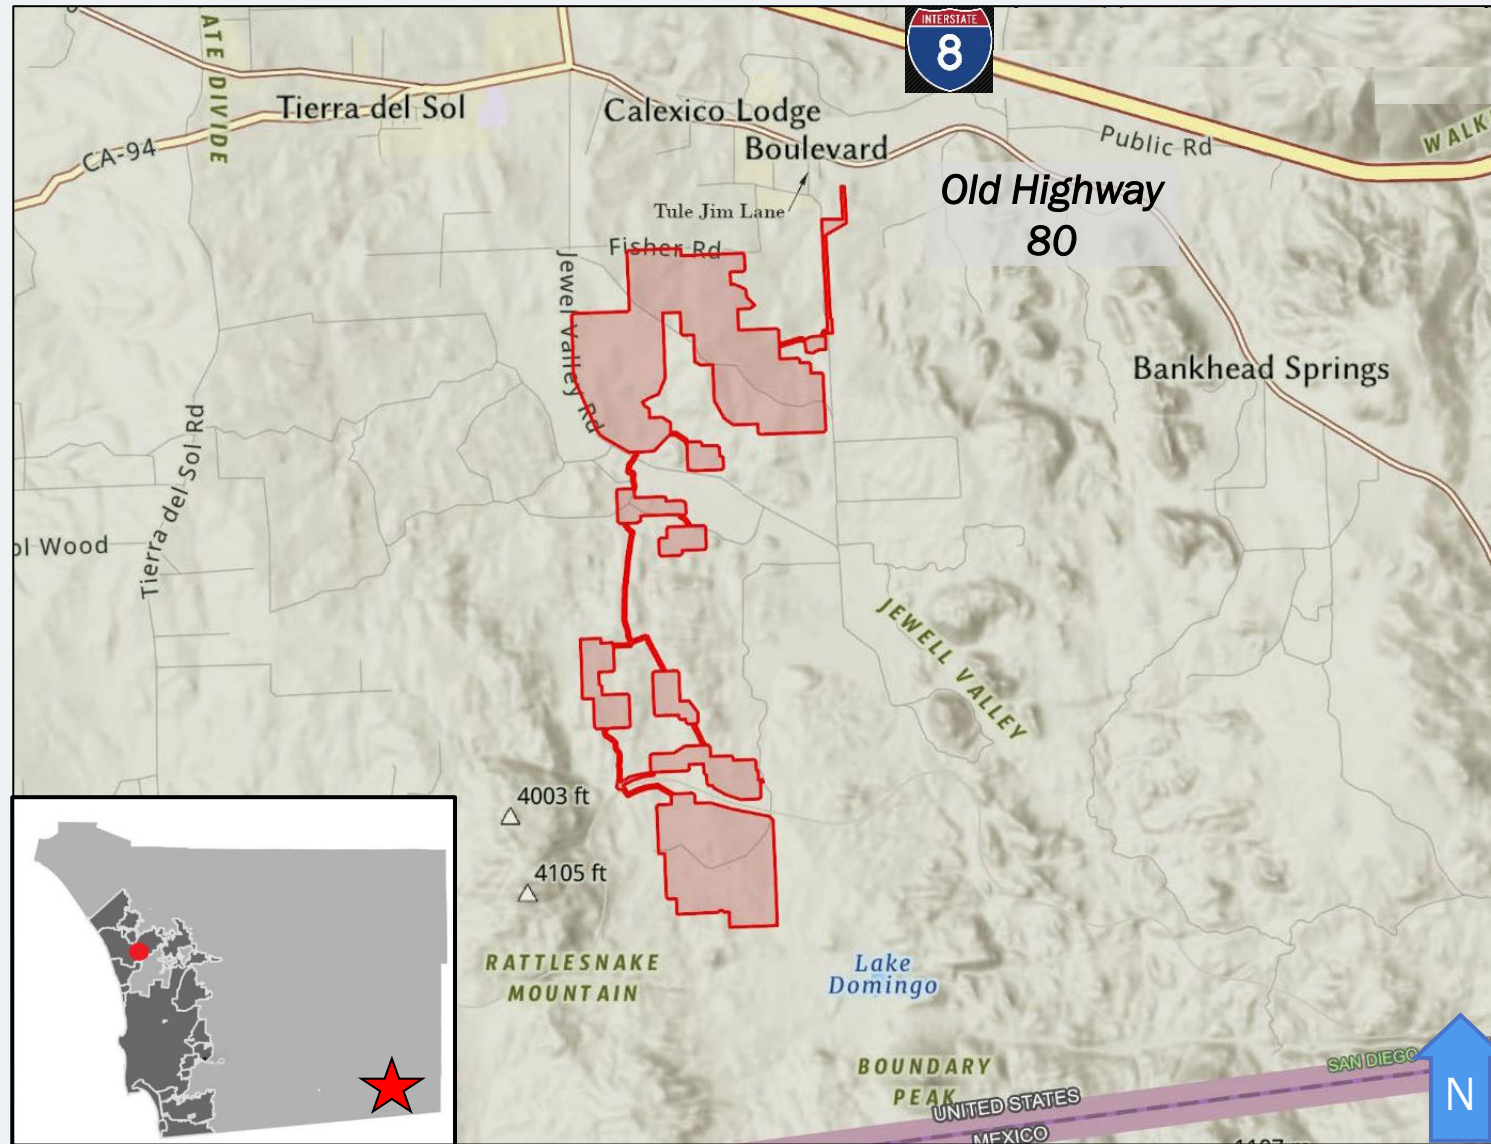 INTERSTATE
8
ATE DIVIDE
Tierra del Sol
Calexico Lodge
Boulevard
CA-94
Public Rd
WALK
Old Highway
80
Tule Jim Lane
Fisher Rd
Jewel Valley Rd
Bankhead Springs
Tierra del Sol Rd
ol Wood
JEWELL VALLEY
4003 ft
4105 ft
RATTLESNAKE
MOUNTAIN
Lake
Domingo
BOUNDARY
PEAK
SAN DIEGO
UNITED STATES
MEXICO
N